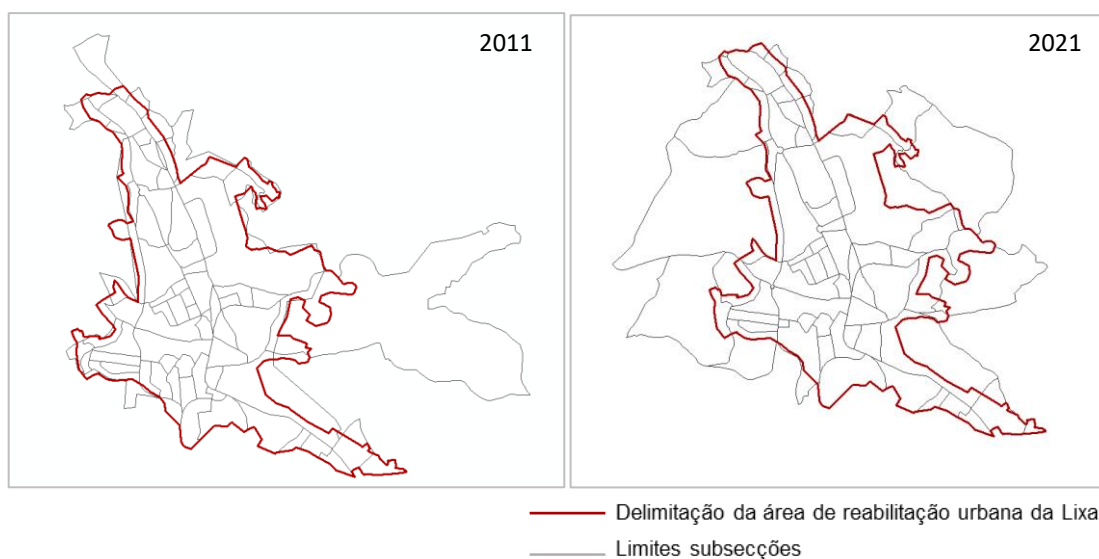 2011
2021
Delimitação da área de reabilitação urbana da Lixa
Limites subsecções